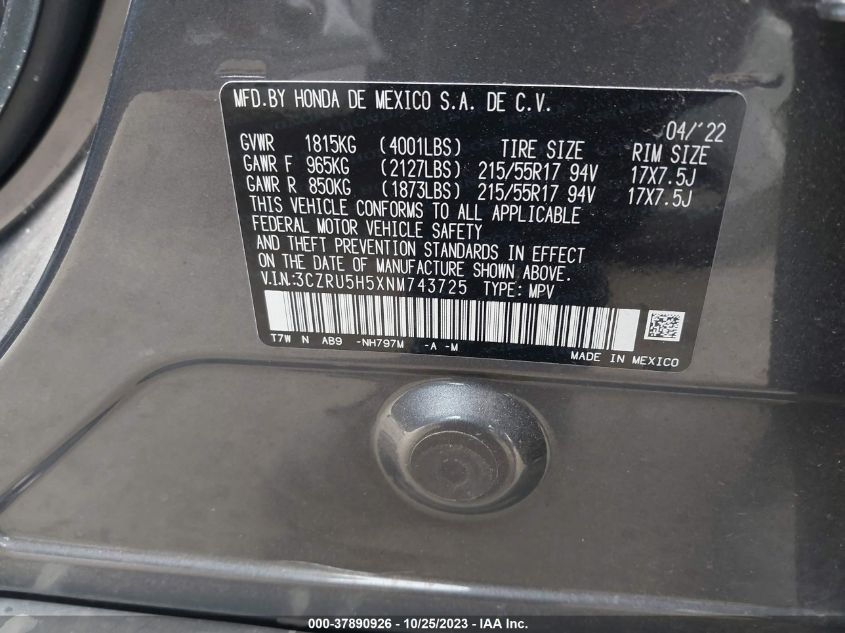 MFD.BY HONDA DE MEXICO S.A. DE C.V.
04/'22
GVWR 1815KG (4001LBS) TIRE SIZE RIM SIZE
GAWR F 965KG (2127LBS) 215/55R17 94V 17X7.5J
GAWR R 850KG (1873LBS) 215/55R17 94V 17X7.5J
THIS VEHICLE CONFORMS TO ALL APPLICABLE
FEDERAL MOTOR VEHICLE SAFETY
AND THEFT PREVENTION STANDARDS IN EFFECT
ON THE DATE OF MANUFACTURE SHOWN ABOVE.
V.I.N.:3CZRU5H5XNM743725 TYPE: MPV
T7W N AB9 -NH797M -A -M
MADE IN MEXICO
000-37890926 - 10/25/2023 - IAA Inc.